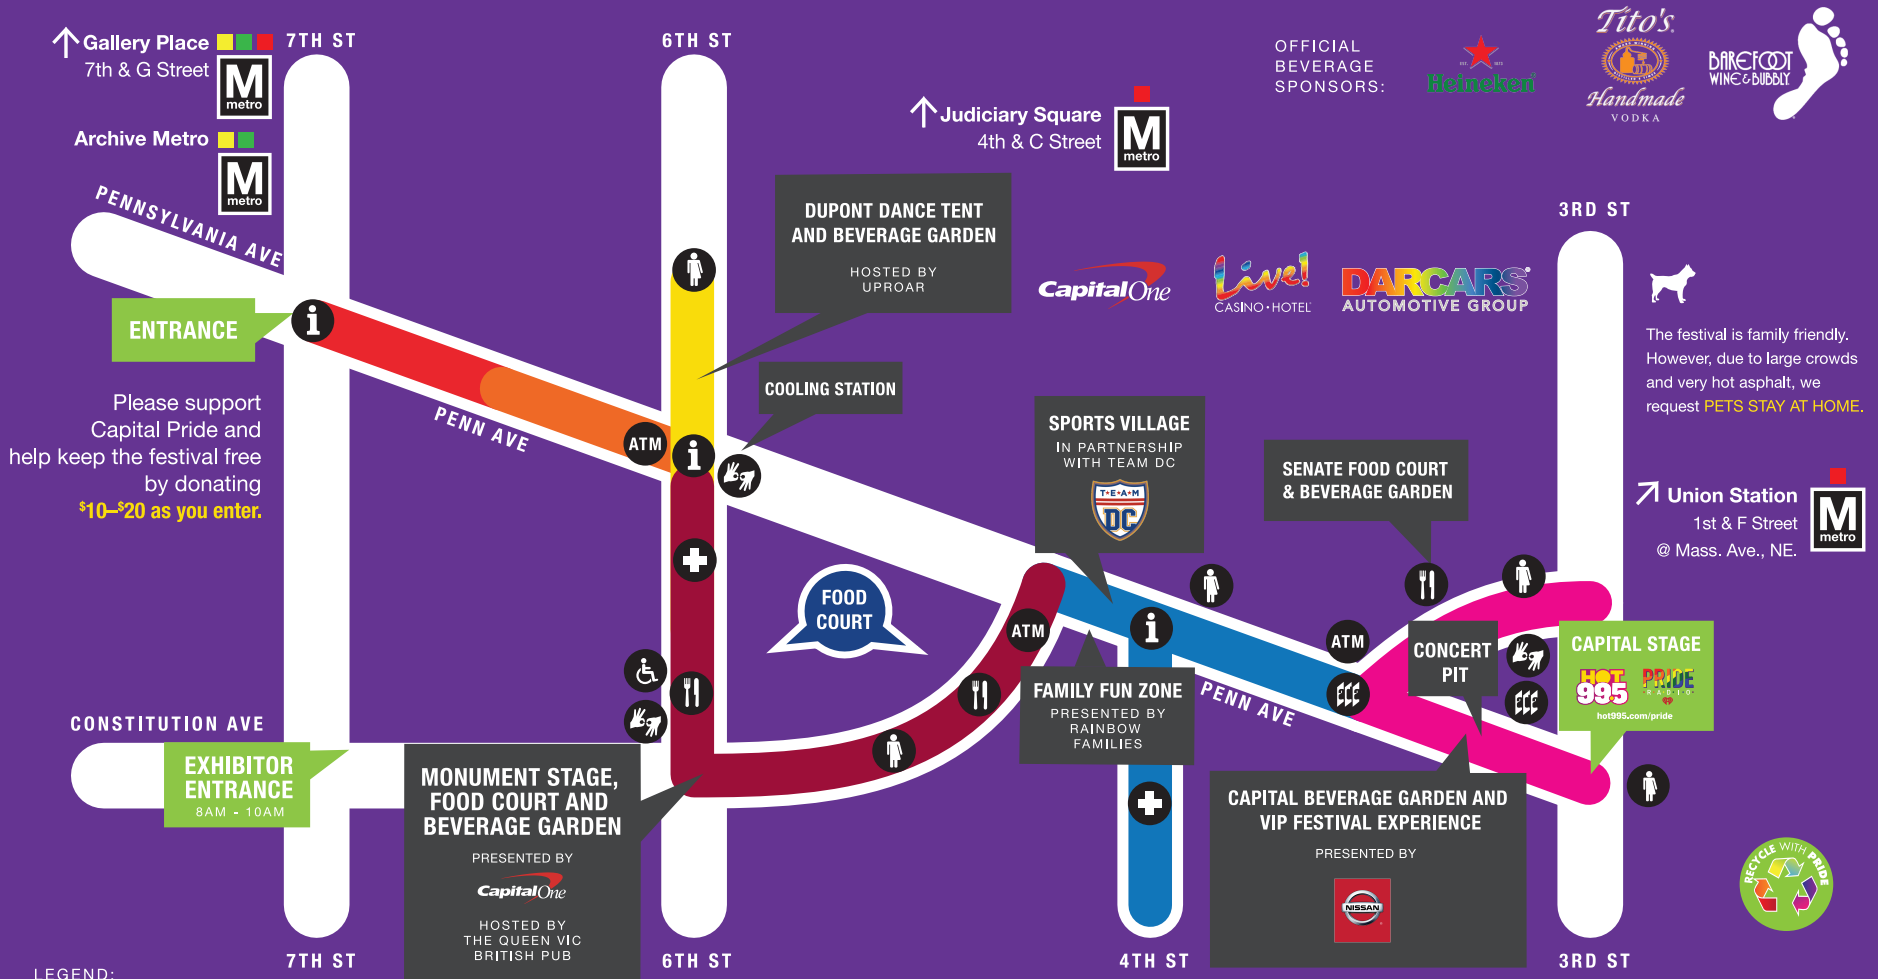 Gallery Place
7th & G Street
M
metro
7TH ST
6TH ST
OFFICIAL
BEVERAGE
SPONSORS:
Heineken
Tito's
Handmade
VODKA
BAREFOOT
WINE & BUBBLY
Archive Metro
M
metro
Judiciary Square
4th & C Street
M
metro
PENNSYLVANIA AVE
DUPONT DANCE TENT
AND BEVERAGE GARDEN
HOSTED BY
UPROAR
3RD ST
Capital One
Live!
CASINO • HOTEL
DARCARS
AUTOMOTIVE GROUP
ENTRANCE
i
The festival is family friendly.
However, due to large crowds
and very hot asphalt, we
request PETS STAY AT HOME.
COOLING STATION
Please support
Capital Pride and
help keep the festival free
by donating
$10–$20 as you enter.
PENN AVE
ATM
i
SPORTS VILLAGE
IN PARTNERSHIP
WITH TEAM DC
T★E★A★M
DC
SENATE FOOD COURT
& BEVERAGE GARDEN
Union Station
1st & F Street
@ Mass. Ave., NE.
M
metro
FOOD
COURT
ATM
i
ATM
CONCERT
PIT
CAPITAL STAGE
HOT
99.5
PRIDE
RADIO
hot995.com/pride
FAMILY FUN ZONE
PRESENTED BY
RAINBOW
FAMILIES
PENN AVE
CONSTITUTION AVE
EXHIBITOR
ENTRANCE
8AM - 10AM
MONUMENT STAGE,
FOOD COURT AND
BEVERAGE GARDEN
PRESENTED BY
Capital One
HOSTED BY
THE QUEEN VIC
BRITISH PUB
CAPITAL BEVERAGE GARDEN AND
VIP FESTIVAL EXPERIENCE
PRESENTED BY
NISSAN
RECYCLE WITH PRIDE
7TH ST
6TH ST
4TH ST
3RD ST
LEGEND: